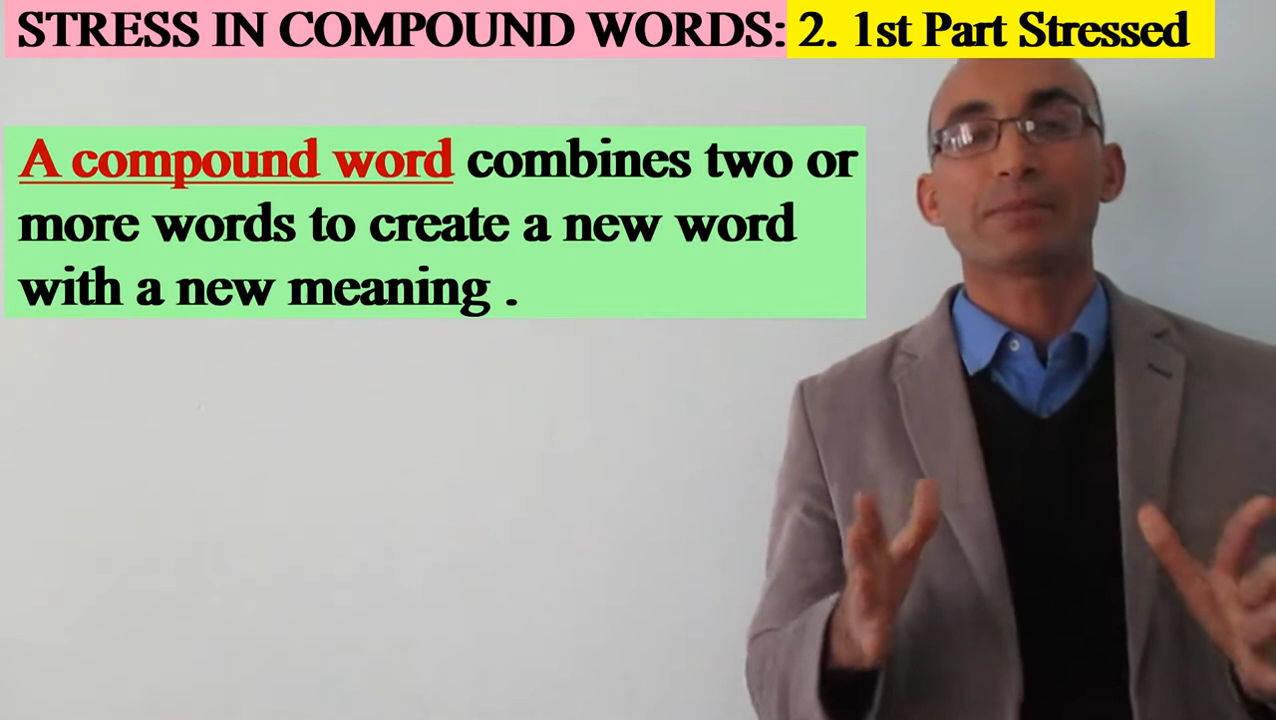 STRESS IN COMPOUND WORDS: 2. 1st Part Stressed
A compound word combines two or
more words to create a new word
with a new meaning .